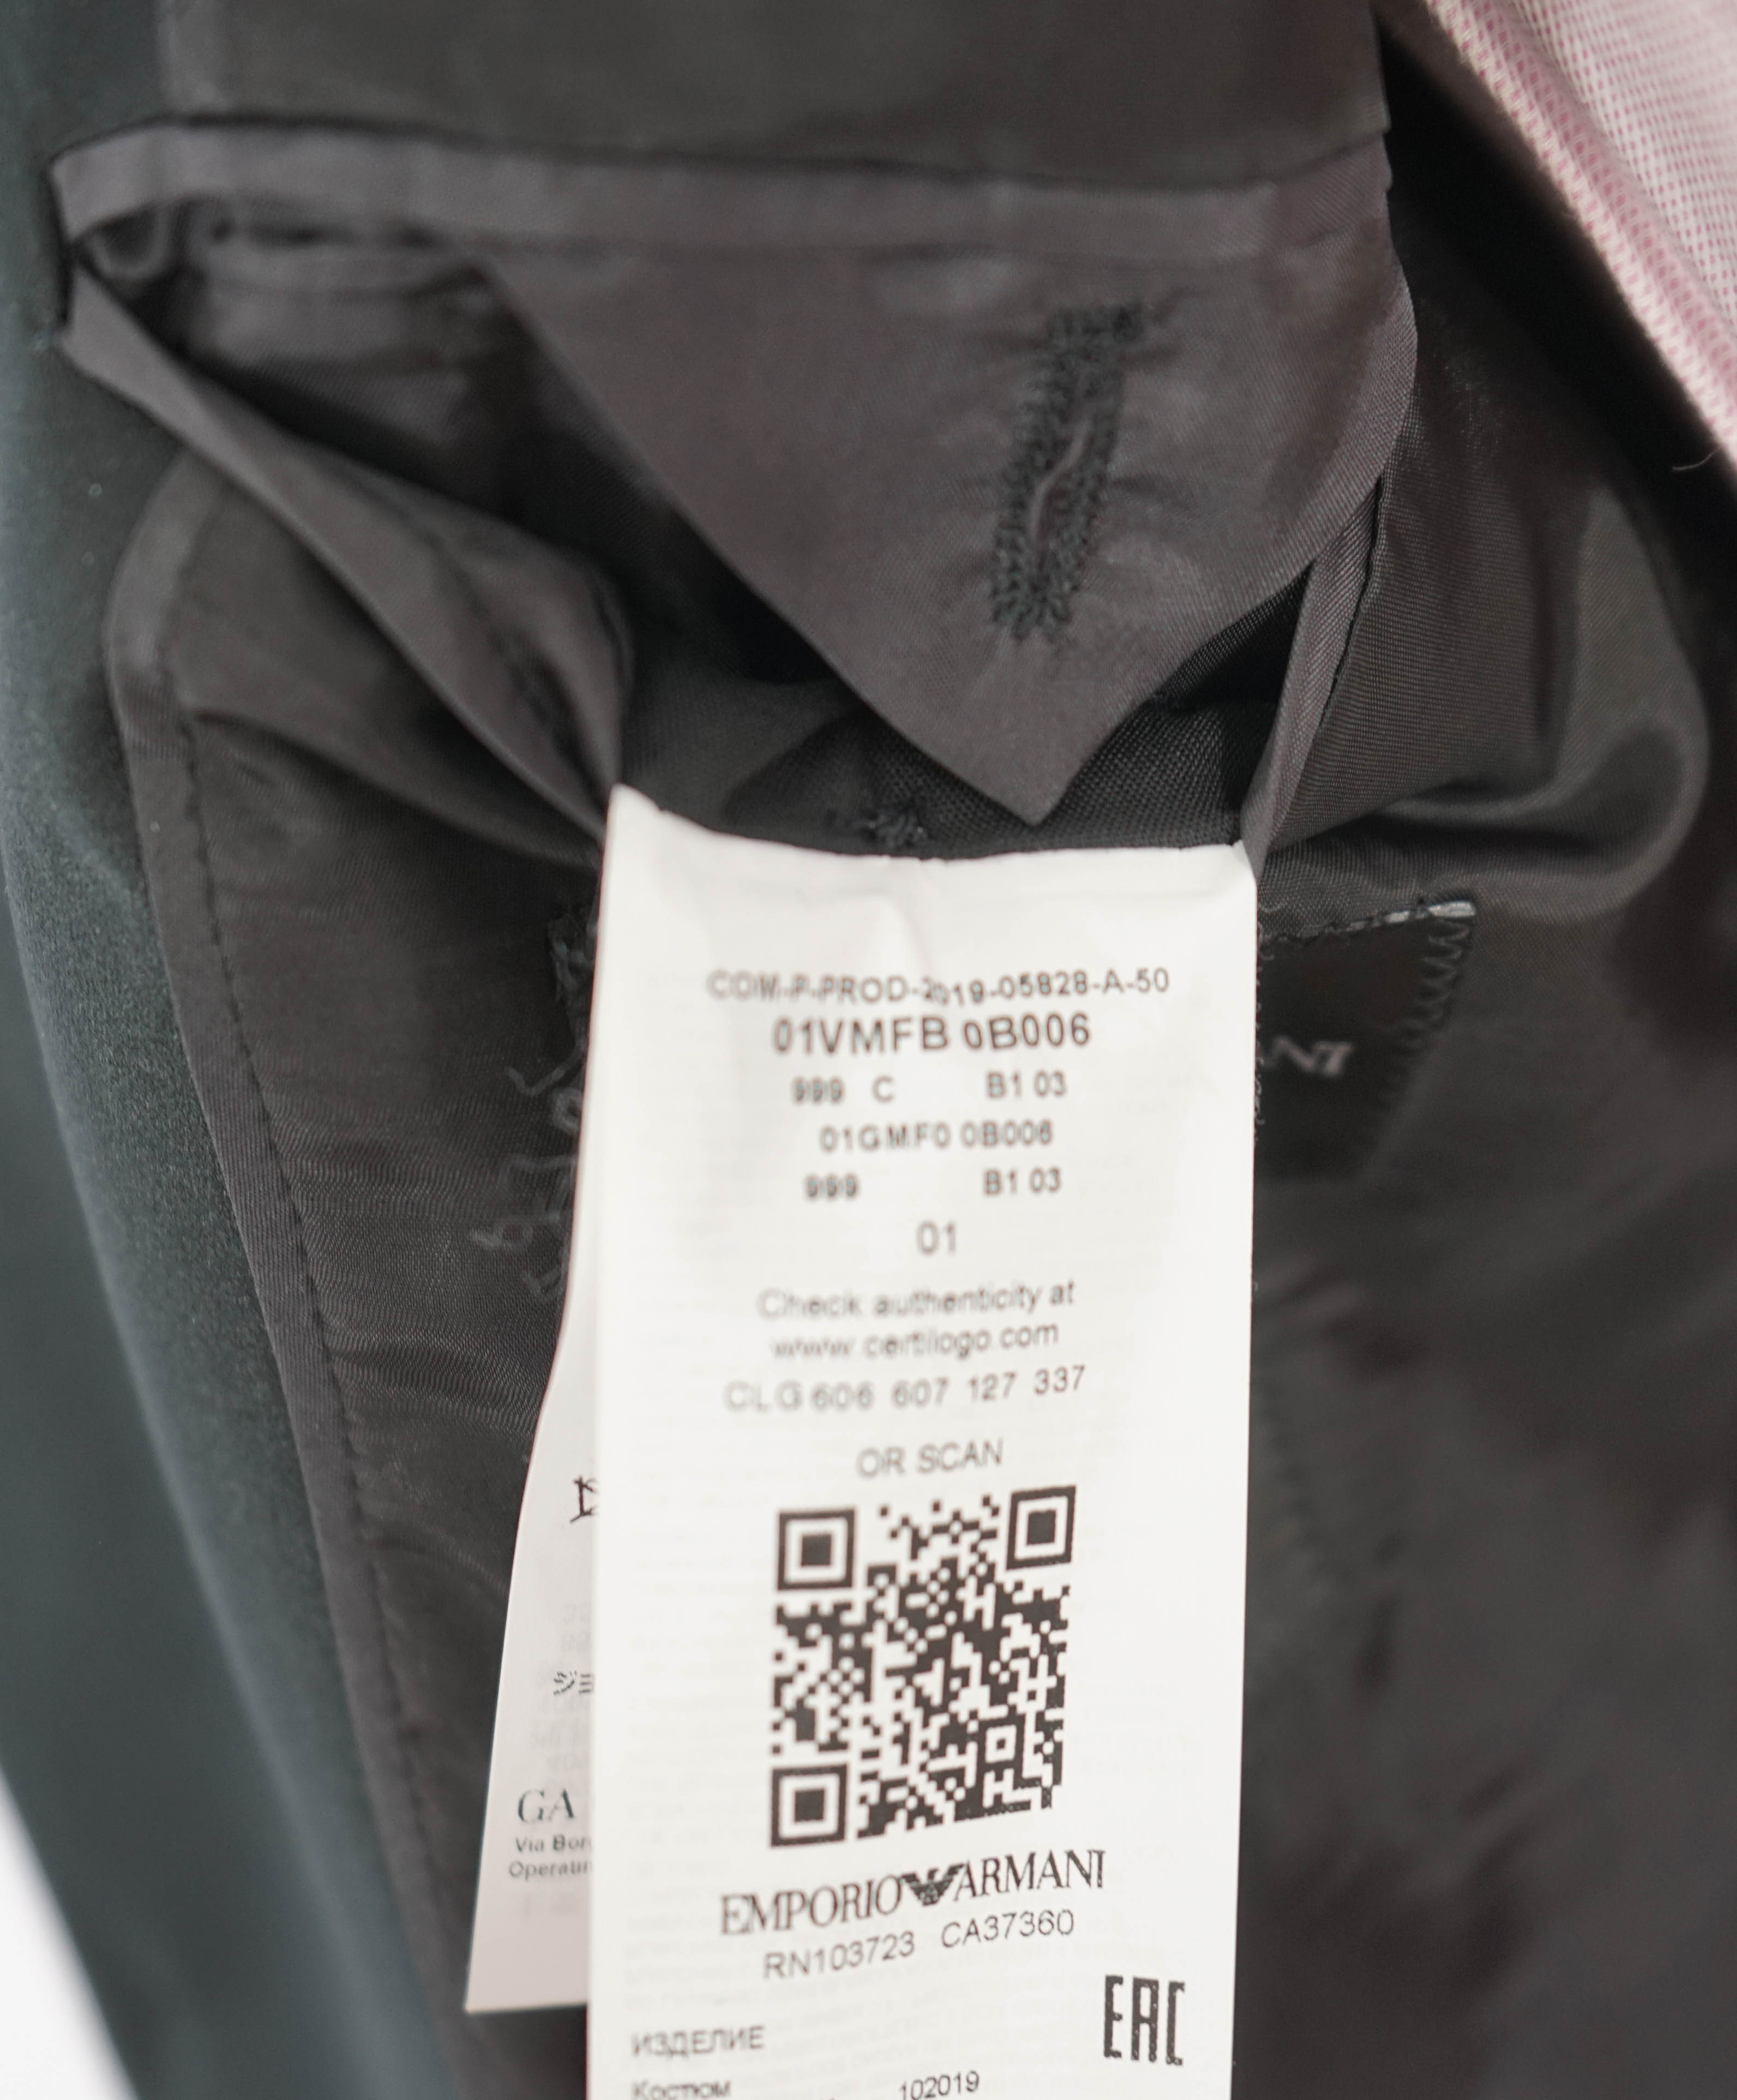 COM-P-PROD-2019-05828-A-50
01VMFB 0B006
999 C B1 03
01GMF0 0B006
999 B1 03
01
Check authenticity at
www.certilogo.com
CLG 606 607 127 337
OR SCAN
EMPORIO ARMANI
RN103723 CA37360
EAC
ИЗДЕЛИЕ
Костюм 102019
ジョ
GA
Via